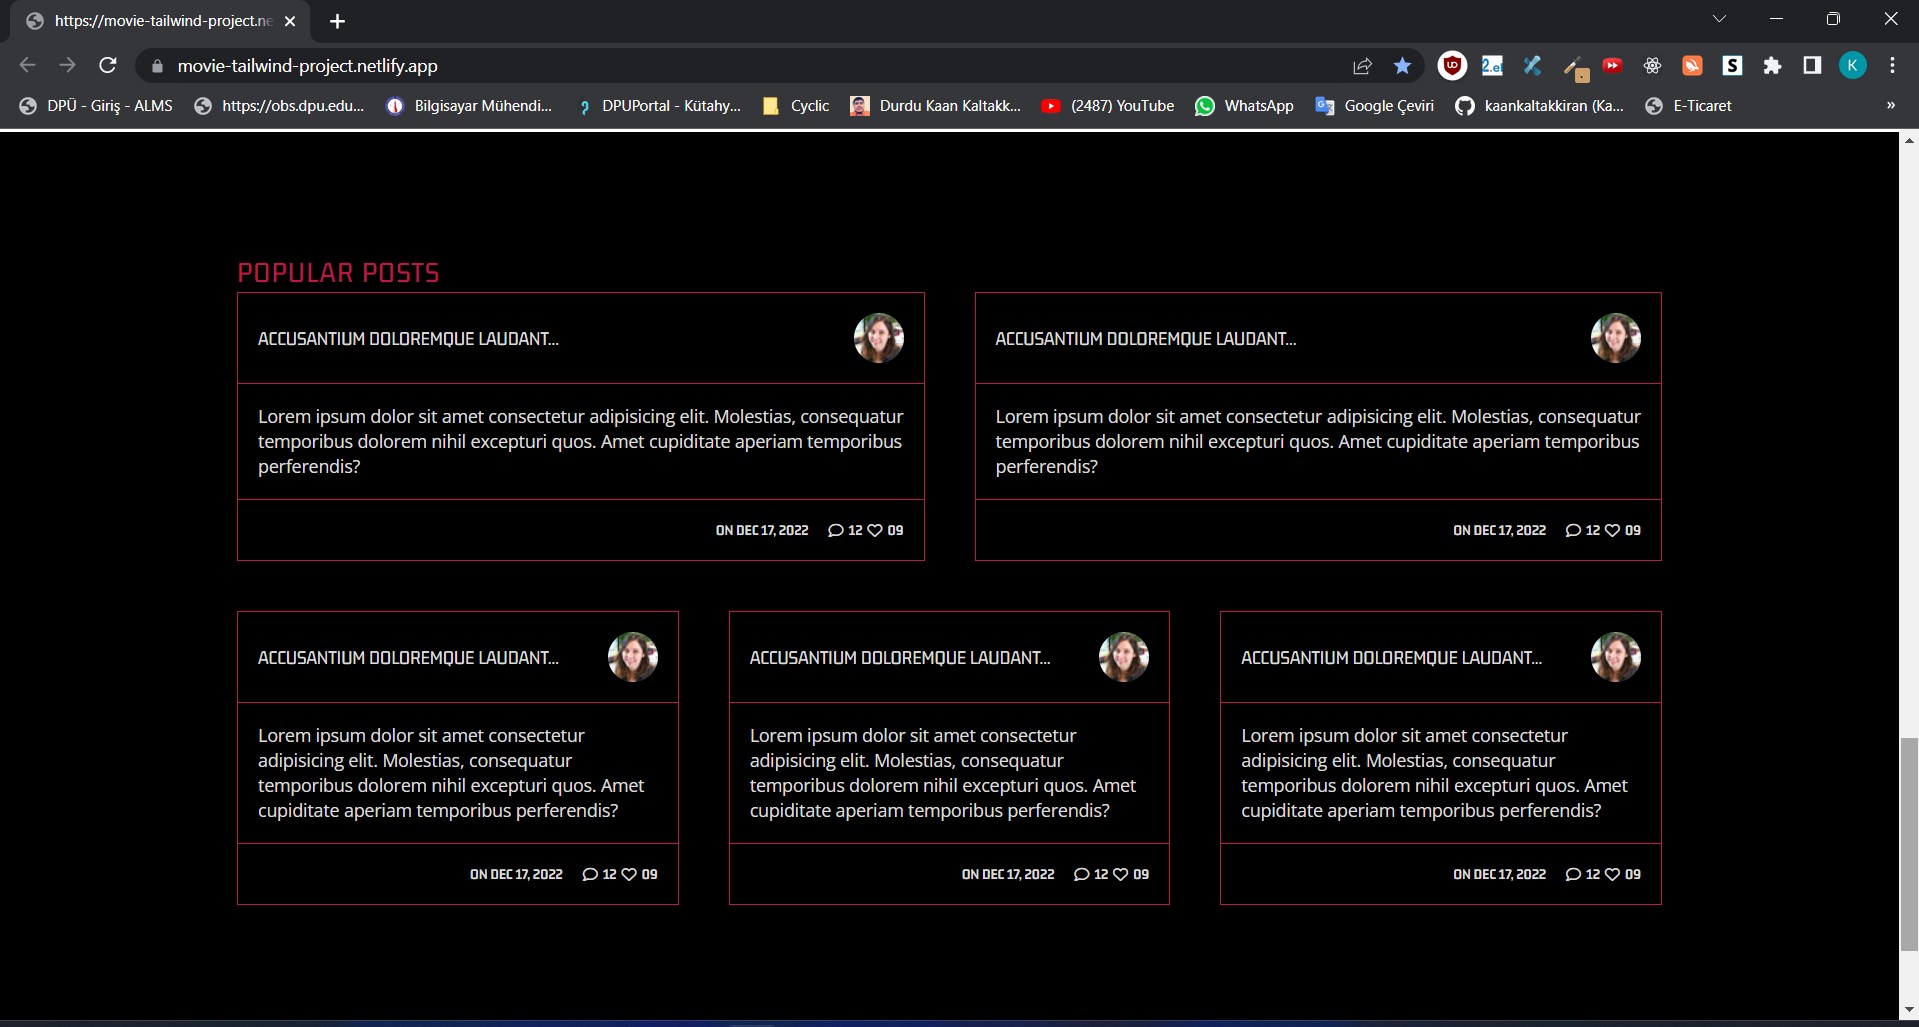 https://movie-tailwind-project.ne
movie-tailwind-project.netlify.app
DPÜ - Giriş - ALMS
https://obs.dpu.edu...
Bilgisayar Mühendi...
DPUPortal - Kütahy...
Cyclic
Durdu Kaan Kaltakk...
(2487) YouTube
WhatsApp
Google Çeviri
kaankaltakkiran (Ka...
E-Ticaret
»
K
S
POPULAR POSTS
ACCUSANTIUM DOLOREMQUE LAUDANT...
Lorem ipsum dolor sit amet consectetur adipisicing elit. Molestias, consequatur
temporibus dolorem nihil excepturi quos. Amet cupiditate aperiam temporibus
perferendis?
ON DEC 17, 2022 12 09
ACCUSANTIUM DOLOREMQUE LAUDANT...
Lorem ipsum dolor sit amet consectetur adipisicing elit. Molestias, consequatur
temporibus dolorem nihil excepturi quos. Amet cupiditate aperiam temporibus
perferendis?
ON DEC 17, 2022 12 09
ACCUSANTIUM DOLOREMQUE LAUDANT...
Lorem ipsum dolor sit amet consectetur
adipisicing elit. Molestias, consequatur
temporibus dolorem nihil excepturi quos. Amet
cupiditate aperiam temporibus perferendis?
ON DEC 17, 2022 12 09
ACCUSANTIUM DOLOREMQUE LAUDANT...
Lorem ipsum dolor sit amet consectetur
adipisicing elit. Molestias, consequatur
temporibus dolorem nihil excepturi quos. Amet
cupiditate aperiam temporibus perferendis?
ON DEC 17, 2022 12 09
ACCUSANTIUM DOLOREMQUE LAUDANT...
Lorem ipsum dolor sit amet consectetur
adipisicing elit. Molestias, consequatur
temporibus dolorem nihil excepturi quos. Amet
cupiditate aperiam temporibus perferendis?
ON DEC 17, 2022 12 09